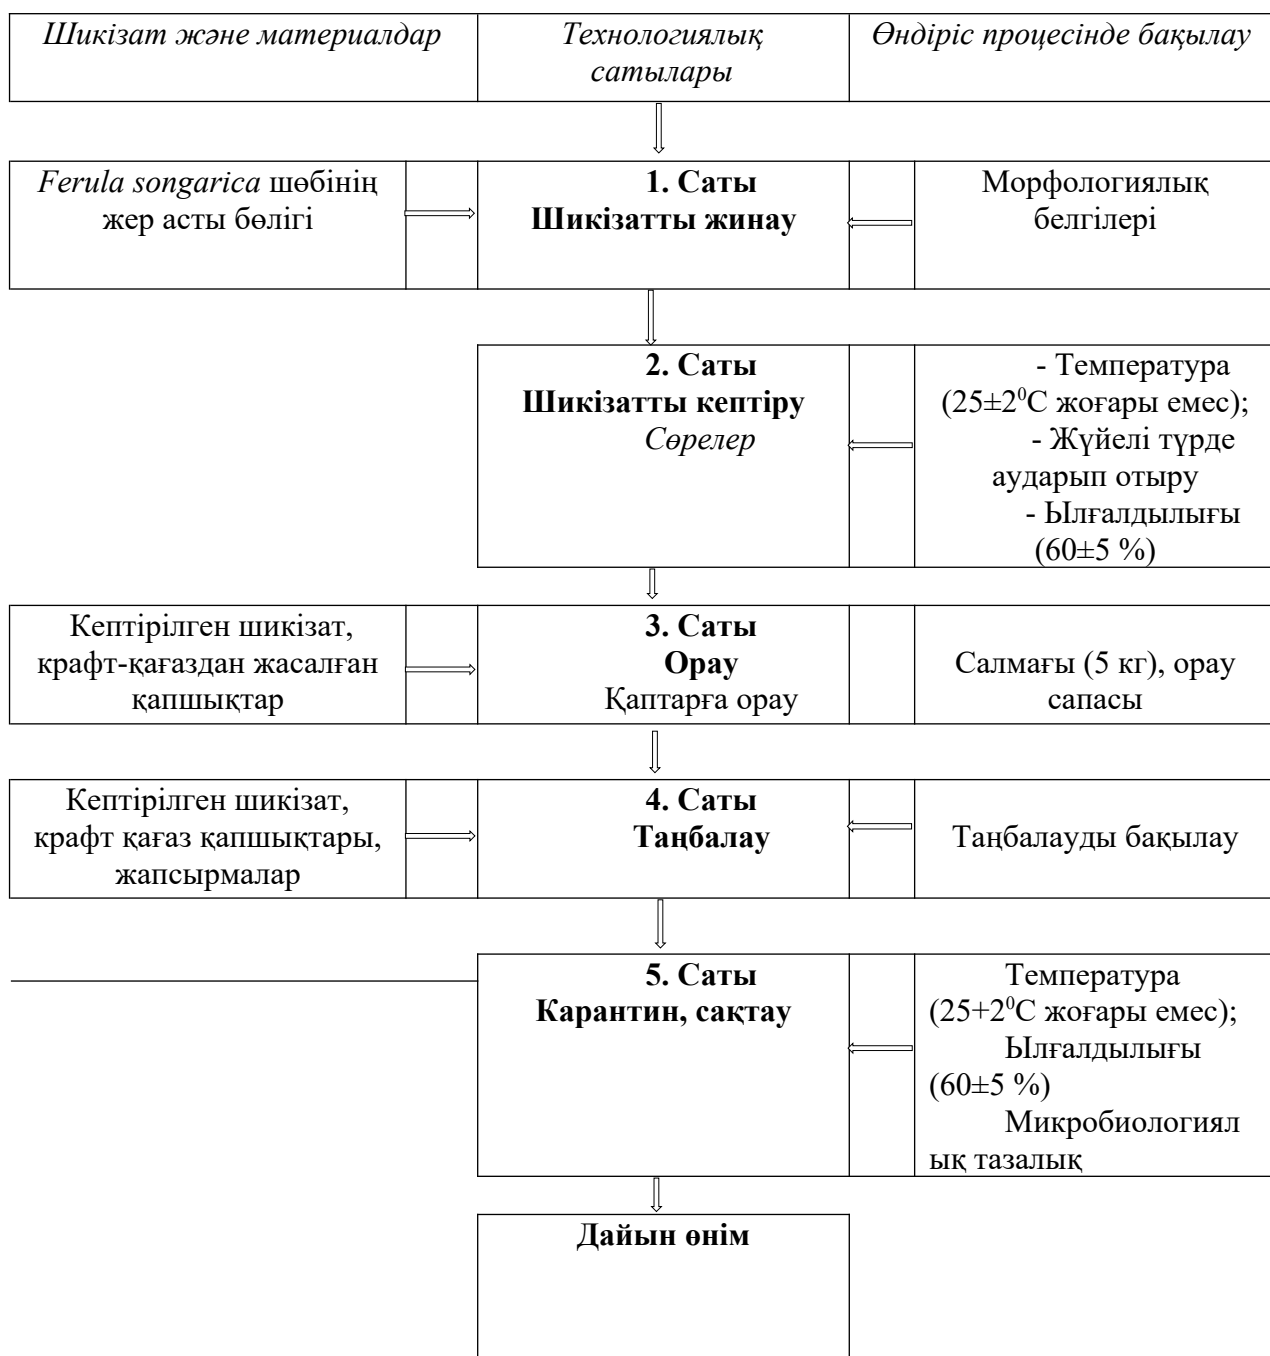 Шикізат және материалдар
Технологиялық
сатылары
Өндіріс процесінде бақылау
Ferula songarica шөбінің
жер асты бөлігі
1. Саты
Шикізатты жинау
Морфологиялық
белгілері
2. Саты
Шикізатты кептіру
Сөрелер
- Температура
(25±2⁰С жоғары емес);
- Жүйелі түрде
аударып отыру
- Ылғалдылығы
(60±5 %)
Кептірілген шикізат,
крафт-қағаздан жасалған
қапшықтар
3. Саты
Орау
Қаптарға орау
Салмағы (5 кг), орау
сапасы
Кептірілген шикізат,
крафт қағаз қапшықтары,
жапсырмалар
4. Саты
Таңбалау
Таңбалауды бақылау
5. Саты
Карантин, сақтау
Температура
(25+2⁰С жоғары емес);
Ылғалдылығы
(60±5 %)
Микробиологиял
ық тазалық
Дайын өнім